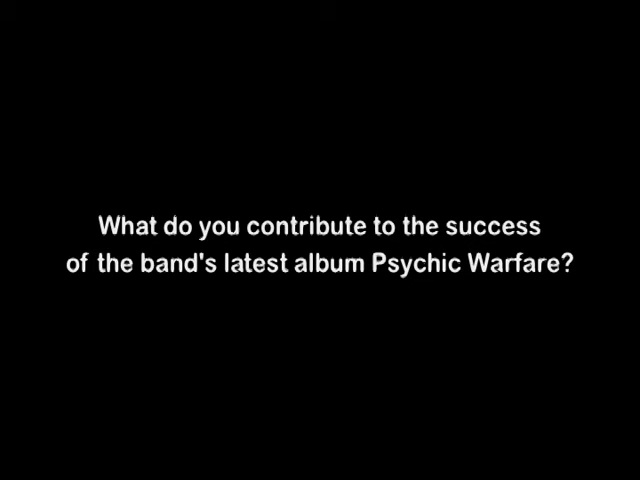 What do you contribute to the success
of the band's latest album Psychic Warfare?